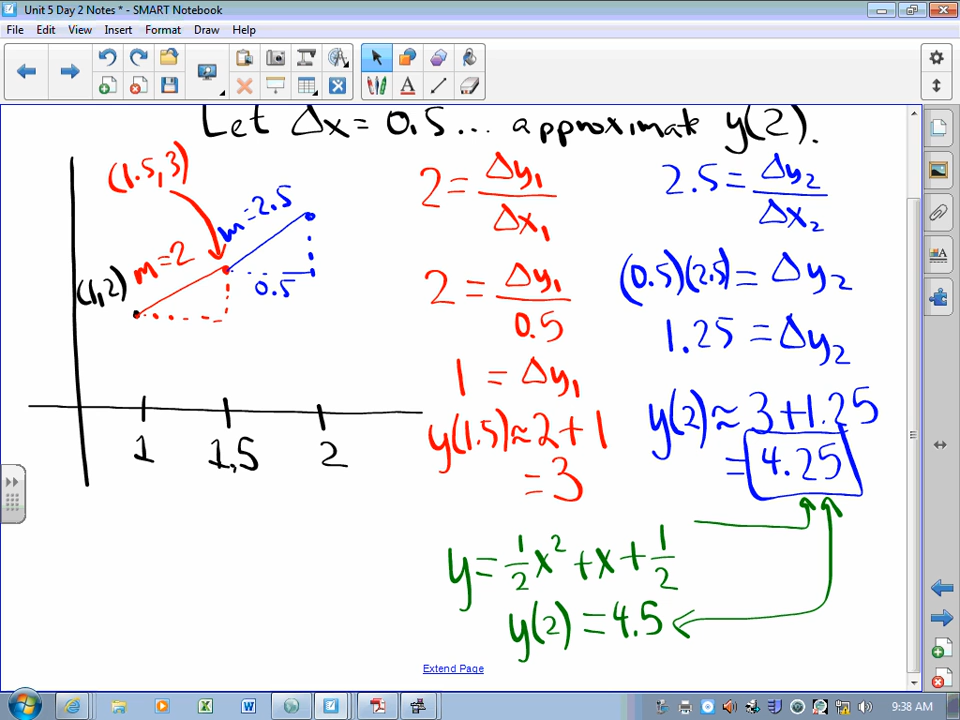 Unit 5 Day 2 Notes * - SMART Notebook
File Edit View Insert Format Draw Help
Let Δx = 0.5... approximate y(2).
(1.5, 3)
m=2.5
m=2
(1,2)
0.5
1 1.5 2
2 = Δy₁/Δx₁
2 = Δy₁/0.5
1 = Δy₁
y(1.5) ≈ 2 + 1
= 3
2.5 = Δy₂/Δx₂
(0.5)(2.5) = Δy₂
1.25 = Δy₂
y(2) ≈ 3 + 1.25
= 4.25
y = 1/2 x² + x + 1/2
y(2) = 4.5
Extend Page
9:38 AM